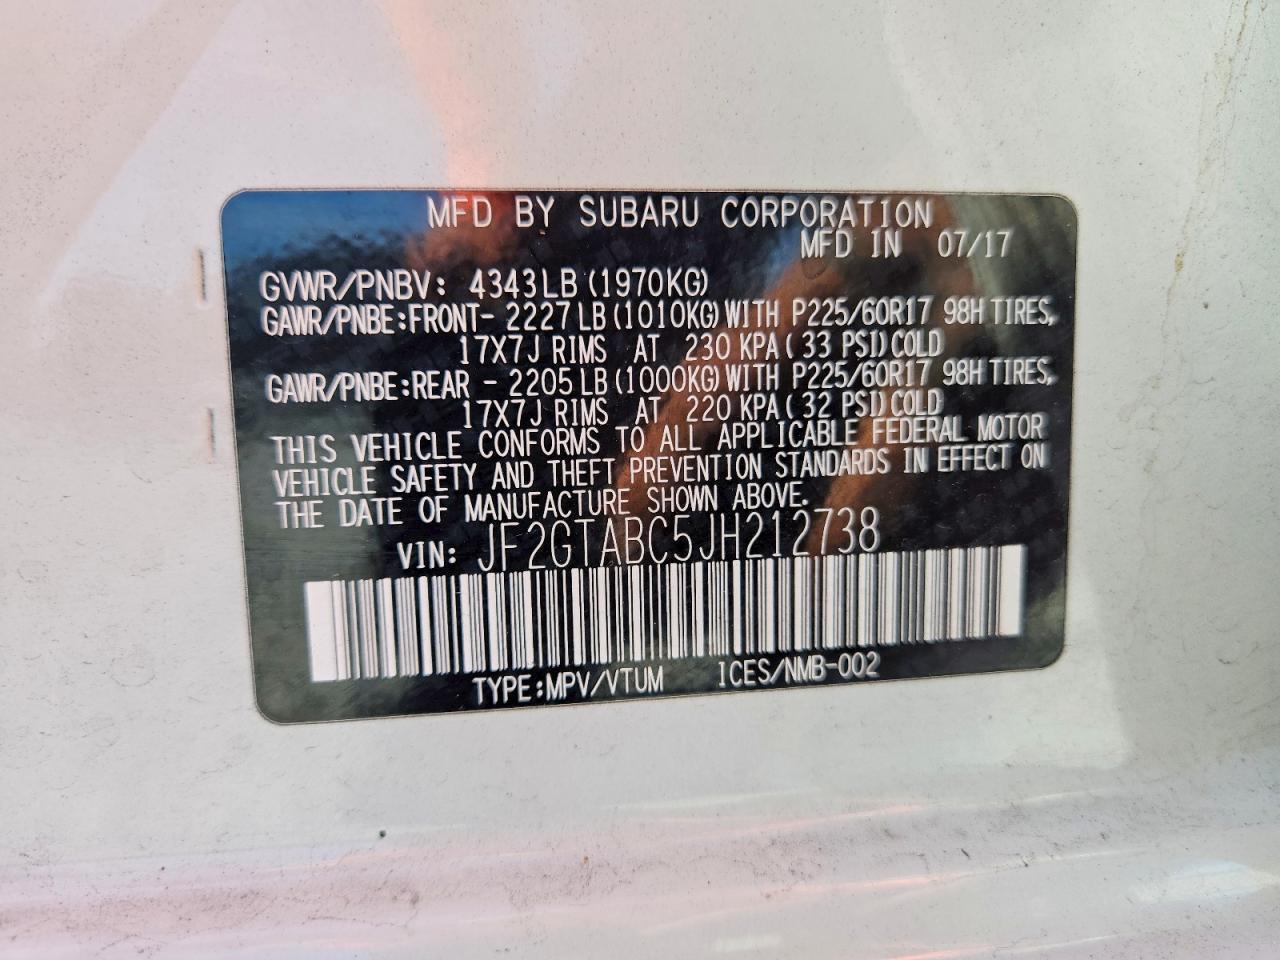 MFD BY SUBARU CORPORATION
MFD IN 07/17
GVWR/PNBV: 4343LB (1970KG)
GAWR/PNBE:FRONT- 2227LB (1010KG) WITH P225/60R17 98H TIRES,
17X7J RIMS AT 230 KPA( 33 PSI) COLD
GAWR/PNBE:REAR - 2205LB (1000KG) WITH P225/60R17 98H TIRES,
17X7J RIMS AT 220 KPA( 32 PSI) COLD
THIS VEHICLE CONFORMS TO ALL APPLICABLE FEDERAL MOTOR
VEHICLE SAFETY AND THEFT PREVENTION STANDARDS IN EFFECT ON
THE DATE OF MANUFACTURE SHOWN ABOVE.
VIN: JF2GTABC5JH212738
TYPE:MPV/VTUM ICES/NMB-002